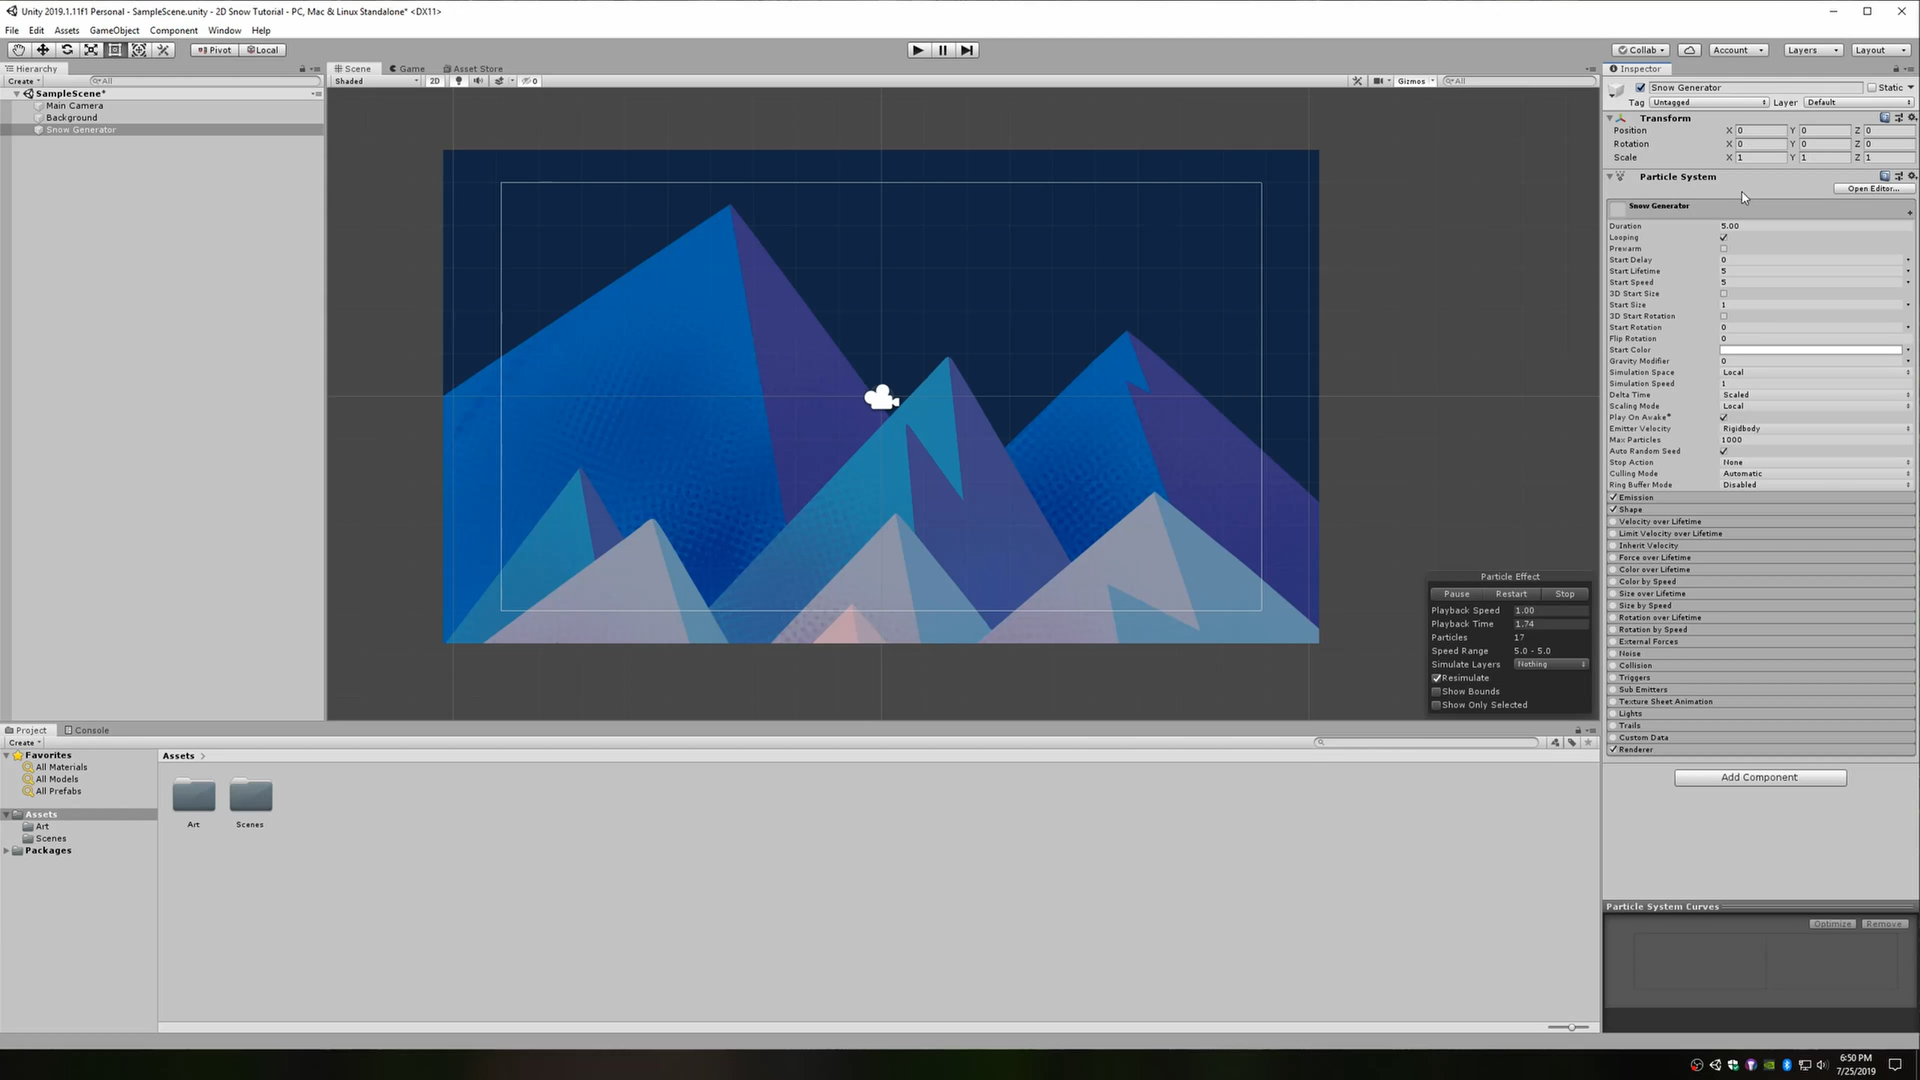 Unity 2019.1.11f1 Personal - SampleScene.unity - 2D Snow Tutorial - PC, Mac & Linux Standalone* <DX11>
File Edit Assets GameObject Component Window Help
Pivot Local Collab Account Layers Layout
Hierarchy
Create All
SampleScene*
Main Camera
Background
Snow Generator
Scene Game Asset Store
Shaded 2D 0 Gizmos All
Particle Effect
Pause Restart Stop
Playback Speed 1.00
Playback Time 1.74
Particles 17
Speed Range 5.0 - 5.0
Simulate Layers Nothing
Resimulate
Show Bounds
Show Only Selected
Inspector
Snow Generator Static
Tag Untagged Layer Default
Transform
Position X 0 Y 0 Z 0
Rotation X 0 Y 0 Z 0
Scale X 1 Y 1 Z 1
Particle System
Open Editor...
Snow Generator
Duration 5.00
Looping
Prewarm
Start Delay 0
Start Lifetime 5
Start Speed 5
3D Start Size
Start Size 1
3D Start Rotation
Start Rotation 0
Flip Rotation 0
Start Color
Gravity Modifier 0
Simulation Space Local
Simulation Speed 1
Delta Time Scaled
Scaling Mode Local
Play On Awake*
Emitter Velocity Rigidbody
Max Particles 1000
Auto Random Seed
Stop Action None
Culling Mode Automatic
Ring Buffer Mode Disabled
Emission
Shape
Velocity over Lifetime
Limit Velocity over Lifetime
Inherit Velocity
Force over Lifetime
Color over Lifetime
Color by Speed
Size over Lifetime
Size by Speed
Rotation over Lifetime
Rotation by Speed
External Forces
Noise
Collision
Triggers
Sub Emitters
Texture Sheet Animation
Lights
Trails
Custom Data
Renderer
Add Component
Particle System Curves
Optimize Remove
Project Console
Create
Favorites
All Materials
All Models
All Prefabs
Assets
Art
Scenes
Packages
Assets
Art Scenes
6:50 PM
7/25/2019